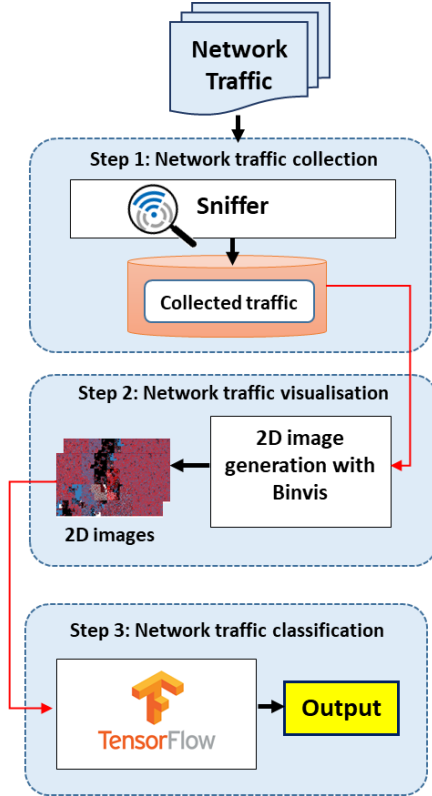 Network
Traffic
Step 1: Network traffic collection
Sniffer
Collected traffic
Step 2: Network traffic visualisation
2D image
generation with
Binvis
2D images
Step 3: Network traffic classification
TensorFlow
Output